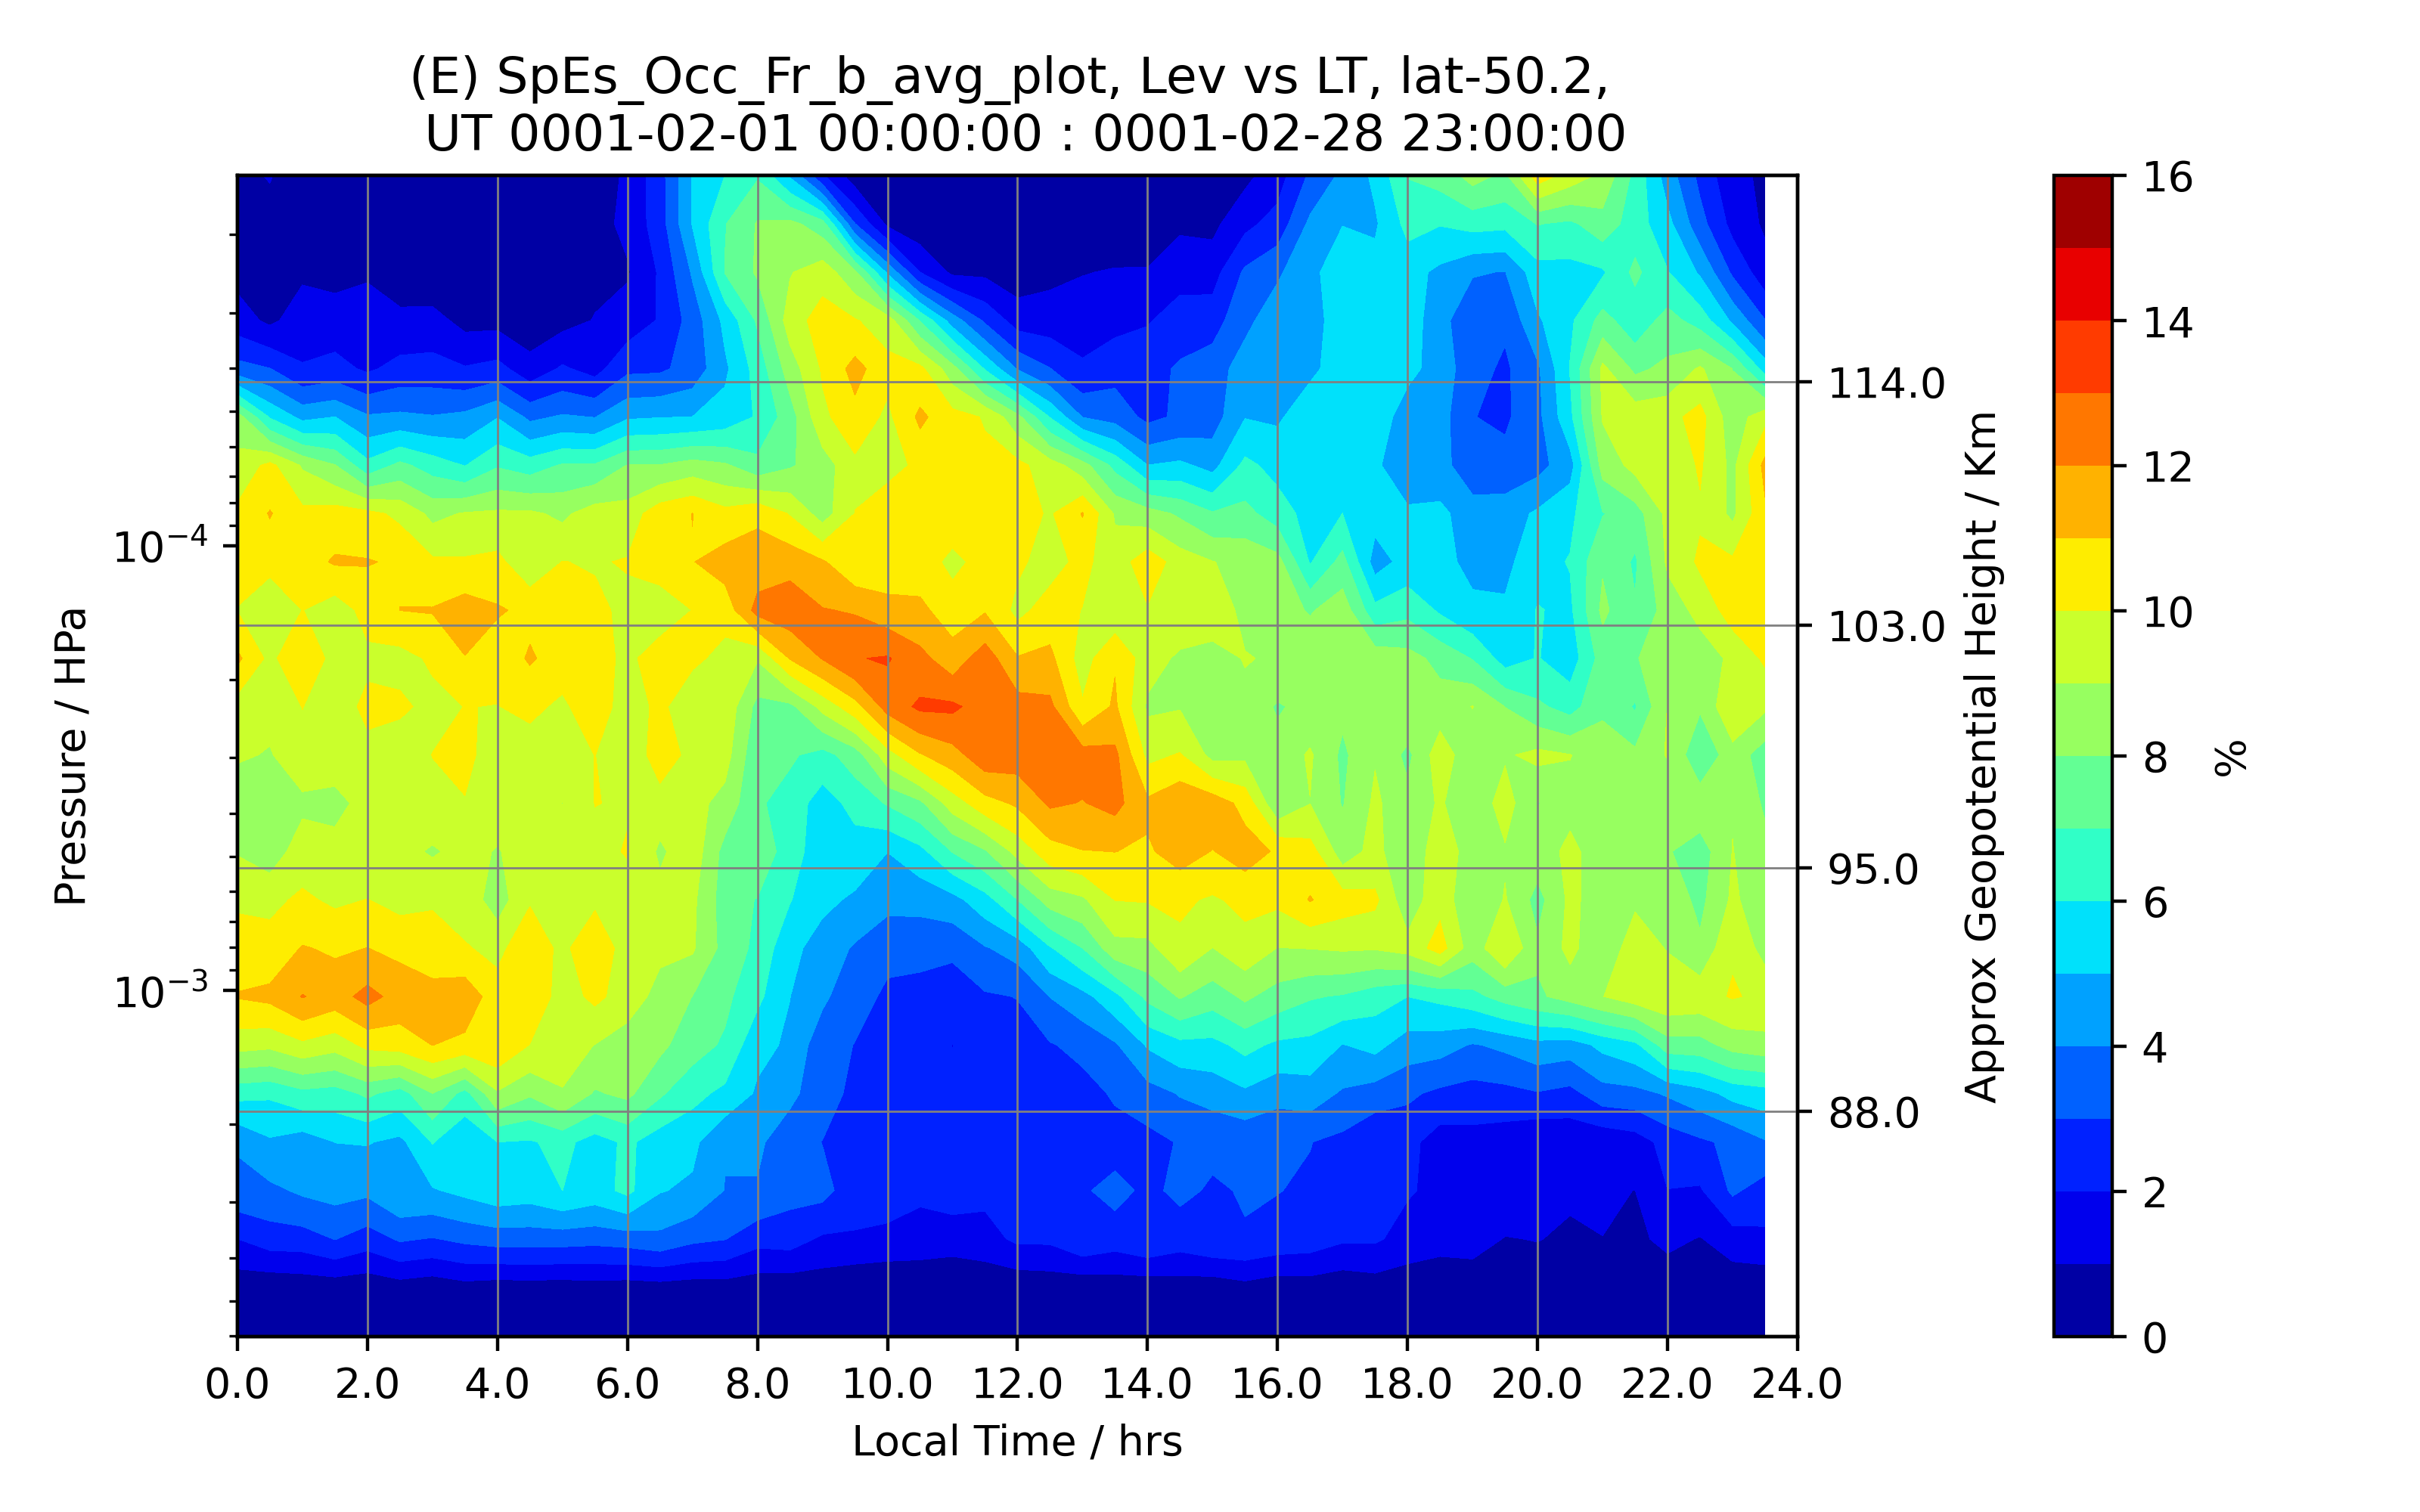 (E) SpEs_Occ_Fr_b_avg_plot, Lev vs LT, lat-50.2,
UT 0001-02-01 00:00:00 : 0001-02-28 23:00:00
Pressure / HPa
10⁻⁴
10⁻³
0.0 2.0 4.0 6.0 8.0 10.0 12.0 14.0 16.0 18.0 20.0 22.0 24.0
Local Time / hrs
114.0
103.0
95.0
88.0
Approx Geopotential Height / Km
16
14
12
10
8
6
4
2
0
%